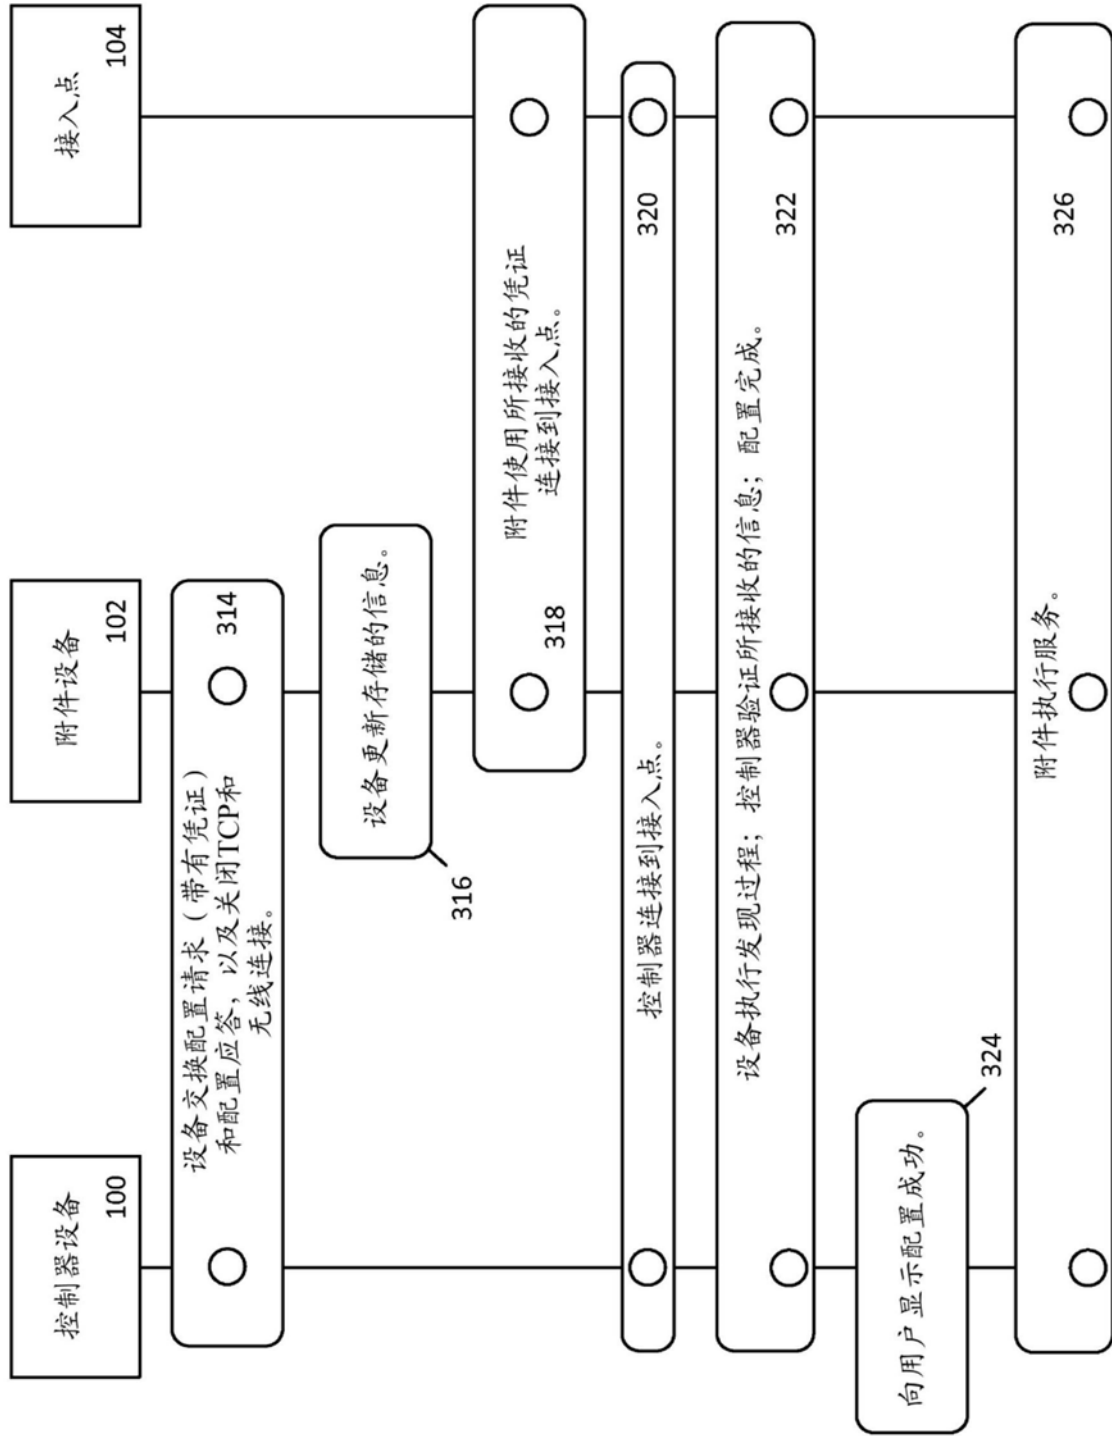 控制器设备
100
附件设备
102
接入点
104
设备交换配置请求（带有凭证）
和配置应答，以及关闭TCP和
无线连接。
314
设备更新存储的信息。
316
附件使用所接收的凭证
连接到接入点。
318
控制器连接到接入点。
320
设备执行发现过程；控制器验证所接收的信息；配置完成。
322
向用户显示配置成功。
324
附件执行服务。
326